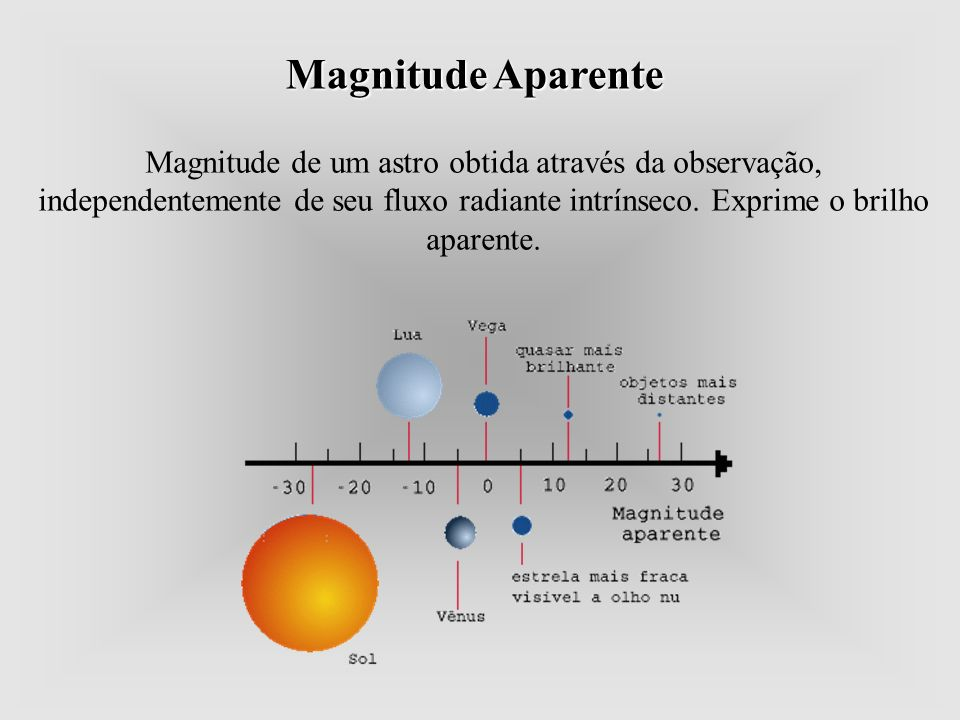 Magnitude Aparente
Magnitude de um astro obtida através da observação,
independentemente de seu fluxo radiante intrínseco. Exprime o brilho
aparente.
Lua
Vega
quasar mais
brilhante
objetos mais
distantes
-30 -20 -10 0 10 20 30
Magnitude
aparente
estrela mais fraca
visivel a olho nu
Vênus
Sol